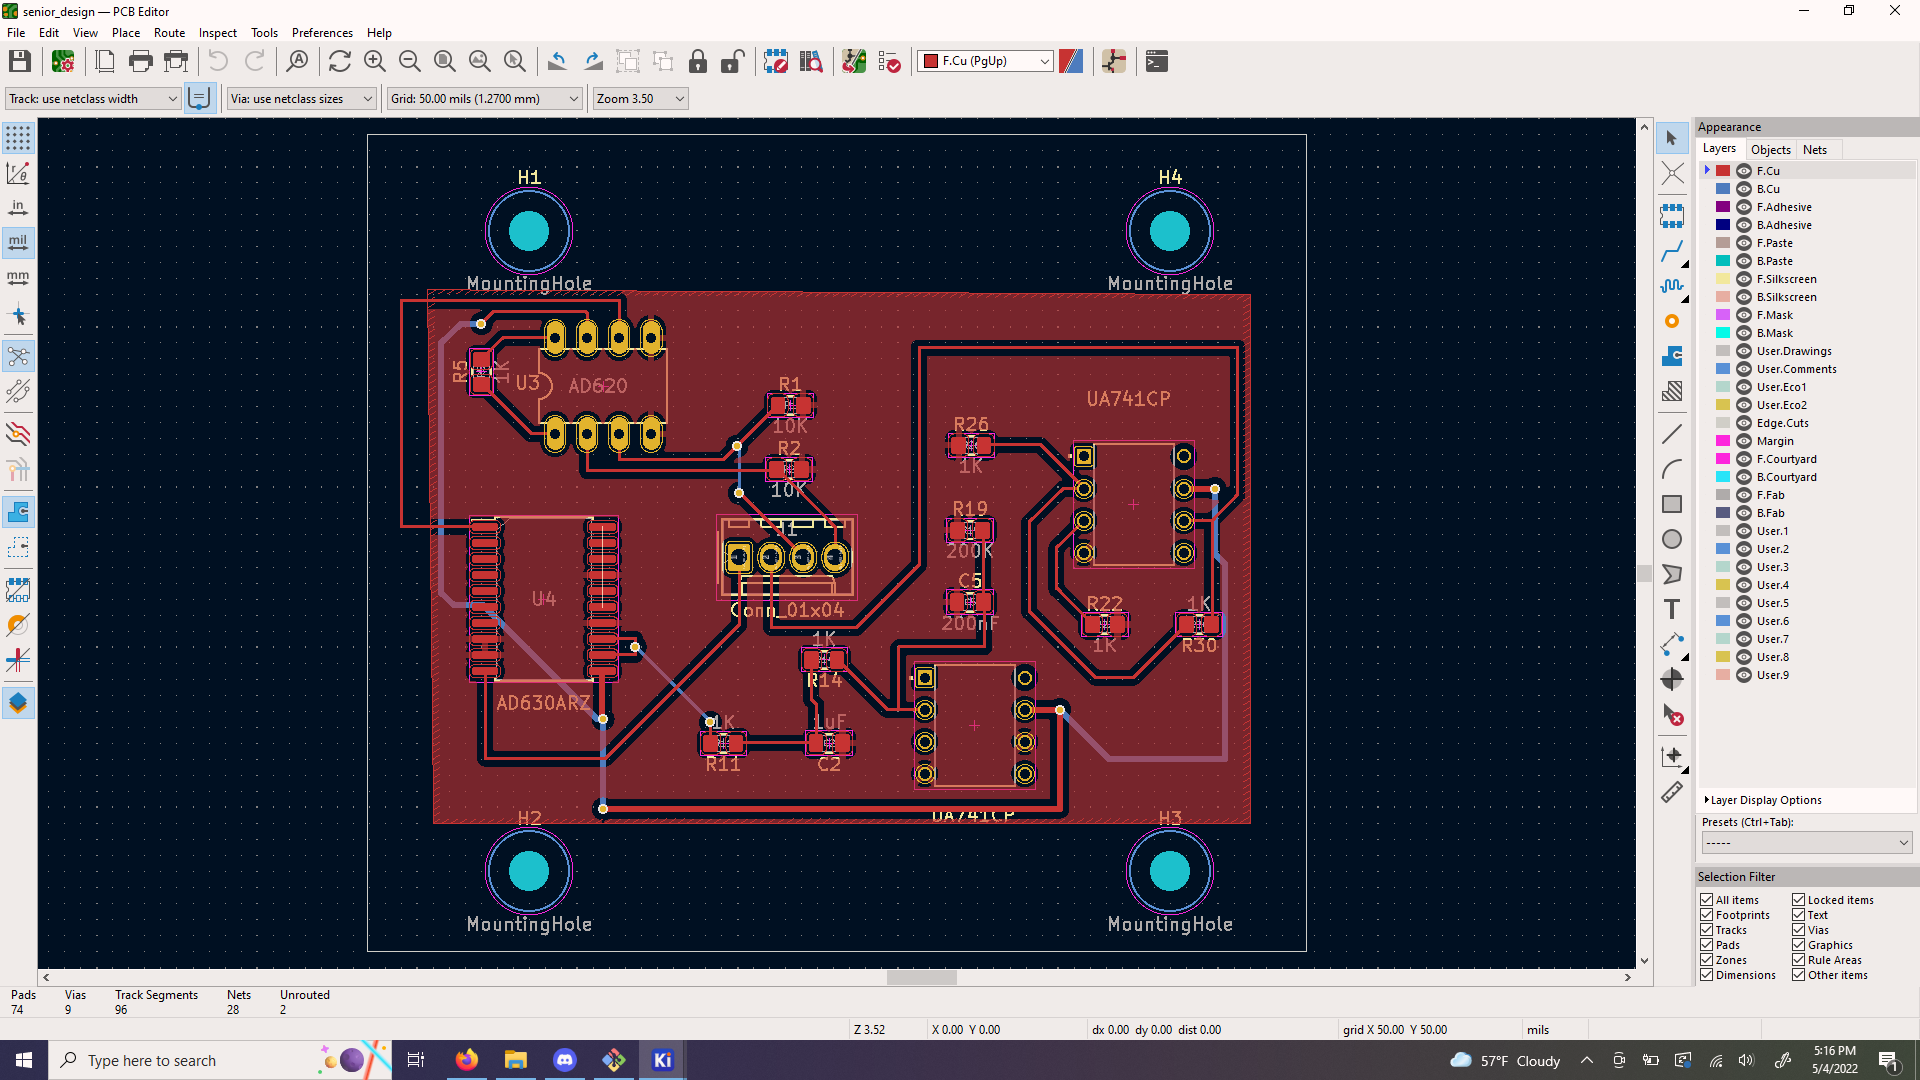 senior_design — PCB Editor
File Edit View Place Route Inspect Tools Preferences Help
F.Cu (PgUp)
Track: use netclass width Via: use netclass sizes Grid: 50.00 mils (1.2700 mm) Zoom 3.50
in
mil
mm
H1
H4
MountingHole
MountingHole
R5
1K
U3
AD620
R1
10K
R2
10K
UA741CP
R26
1K
R19
200K
C5
200nF
Conn_01x04
U4
AD630ARZ
R22
1K
1K
R30
1K
R14
1K
R11
1uF
C2
UA741CP
H2
H3
MountingHole
MountingHole
Appearance
Layers Objects Nets
F.Cu
B.Cu
F.Adhesive
B.Adhesive
F.Paste
B.Paste
F.Silkscreen
B.Silkscreen
F.Mask
B.Mask
User.Drawings
User.Comments
User.Eco1
User.Eco2
Edge.Cuts
Margin
F.Courtyard
B.Courtyard
F.Fab
B.Fab
User.1
User.2
User.3
User.4
User.5
User.6
User.7
User.8
User.9
Layer Display Options
Presets (Ctrl+Tab):
-----
Selection Filter
All items Locked items
Footprints Text
Tracks Vias
Pads Graphics
Zones Rule Areas
Dimensions Other items
Pads Vias Track Segments Nets Unrouted
74 9 96 28 2
Z 3.52 X 0.00 Y 0.00 dx 0.00 dy 0.00 dist 0.00 grid X 50.00 Y 50.00 mils
Type here to search
Ki
57°F Cloudy
5:16 PM
5/4/2022
1